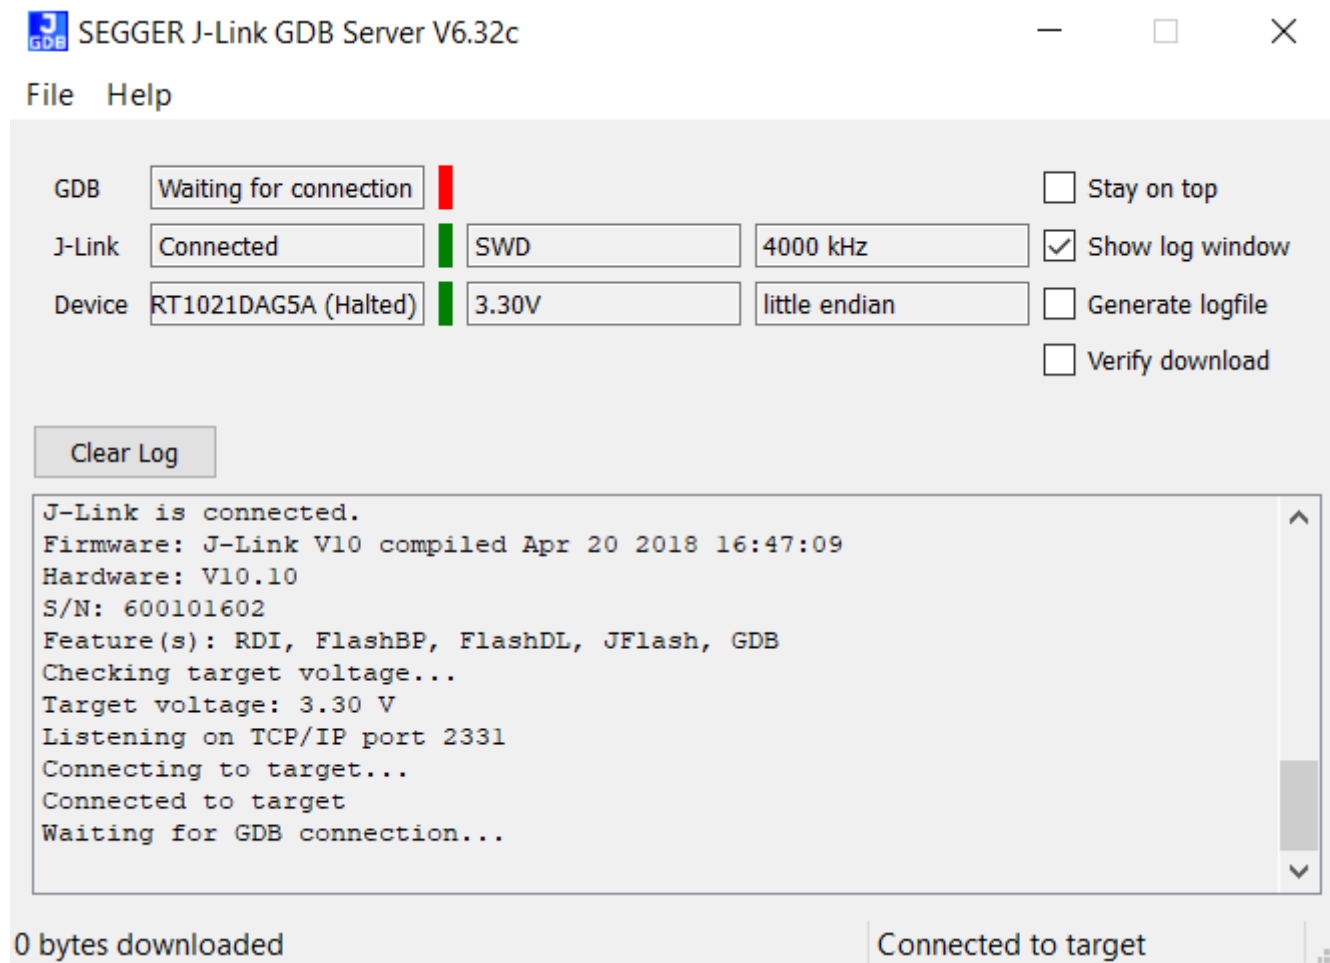 J
GDB SEGGER J-Link GDB Server V6.32c
File Help
GDB Waiting for connection Stay on top
J-Link Connected SWD 4000 kHz Show log window
Device RT1021DAG5A (Halted) 3.30V little endian Generate logfile
Verify download
Clear Log
J-Link is connected.
Firmware: J-Link V10 compiled Apr 20 2018 16:47:09
Hardware: V10.10
S/N: 600101602
Feature(s): RDI, FlashBP, FlashDL, JFlash, GDB
Checking target voltage...
Target voltage: 3.30 V
Listening on TCP/IP port 2331
Connecting to target...
Connected to target
Waiting for GDB connection...
0 bytes downloaded Connected to target